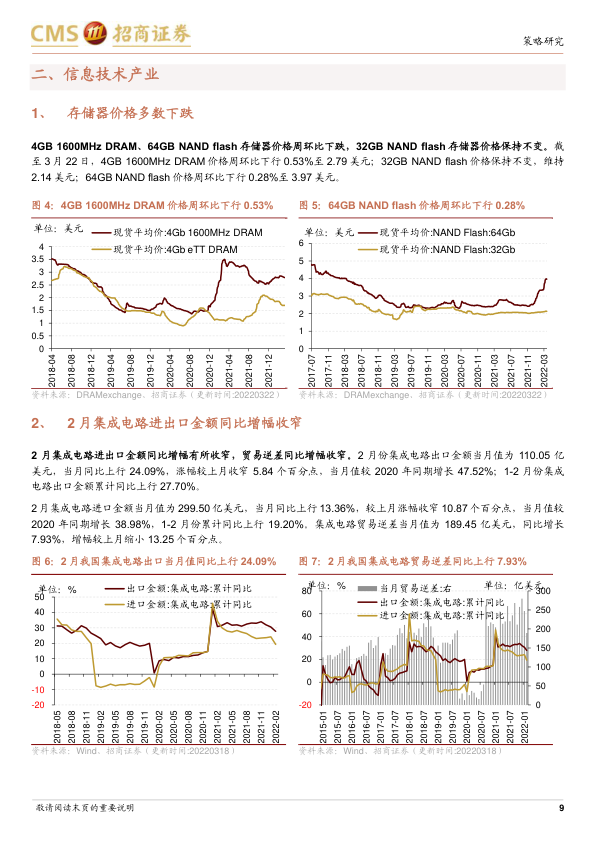 CMS 招商证券
策略研究
二、信息技术产业
1、 存储器价格多数下跌
4GB 1600MHz DRAM、64GB NAND flash 存储器价格周环比下跌，32GB NAND flash 存储器价格保持不变。截
至 3 月 22 日，4GB 1600MHz DRAM 价格周环比下行 0.53%至 2.79 美元；32GB NAND flash 价格保持不变，维持
2.14 美元；64GB NAND flash 价格周环比下行 0.28%至 3.97 美元。
图 4：4GB 1600MHz DRAM 价格周环比下行 0.53%
单位：美元
现货平均价:4Gb 1600MHz DRAM
现货平均价:4Gb eTT DRAM
4
3.5
3
2.5
2
1.5
1
0.5
0
2018-04
2018-08
2018-12
2019-04
2019-08
2019-12
2020-04
2020-08
2020-12
2021-04
2021-08
2021-12
资料来源：DRAMexchange、招商证券（更新时间:20220322）
图 5：64GB NAND flash 价格周环比下行 0.28%
单位：美元
现货平均价:NAND Flash:64Gb
现货平均价:NAND Flash:32Gb
6
5
4
3
2
1
0
2017-07
2017-11
2018-03
2018-07
2018-11
2019-03
2019-07
2019-11
2020-03
2020-07
2020-11
2021-03
2021-07
2021-11
2022-03
资料来源：DRAMexchange、招商证券（更新时间:20220322）
2、 2 月集成电路进出口金额同比增幅收窄
2 月集成电路进出口金额同比增幅有所收窄，贸易逆差同比增幅收窄。2 月份集成电路出口金额当月值为 110.05 亿
美元，当月同比上行 24.09%，涨幅较上月收窄 5.84 个百分点，当月值较 2020 年同期增长 47.52%；1-2 月份集成
电路出口金额累计同比上行 27.70%。
2 月集成电路进口金额当月值为 299.50 亿美元，当月同比上行 13.36%，较上月涨幅收窄 10.87 个百分点，当月值较
2020 年同期增长 38.98%，1-2 月份累计同比上行 19.20%。集成电路贸易逆差当月值为 189.45 亿美元，同比增长
7.93%，增幅较上月缩小 13.25 个百分点。
图 6：2 月我国集成电路出口当月值同比上行 24.09%
单位：%
出口金额:集成电路:累计同比
进口金额:集成电路:累计同比
50
40
30
20
10
0
-10
-20
2018-05
2018-08
2018-11
2019-02
2019-05
2019-08
2019-11
2020-02
2020-05
2020-08
2020-11
2021-02
2021-05
2021-08
2021-11
2022-02
资料来源：Wind、招商证券（更新时间:20220318）
图 7：2 月我国集成电路贸易逆差同比上行 7.93%
单位：%
单位：亿美元
当月贸易逆差:右
出口金额:集成电路:累计同比
进口金额:集成电路:累计同比
80
60
40
20
0
-20
300
250
200
150
100
50
0
2015-01
2015-07
2016-01
2016-07
2017-01
2017-07
2018-01
2018-07
2019-01
2019-07
2020-01
2020-07
2021-01
2021-07
2022-01
资料来源：Wind、招商证券（更新时间:20220318）
敬请阅读末页的重要说明
9